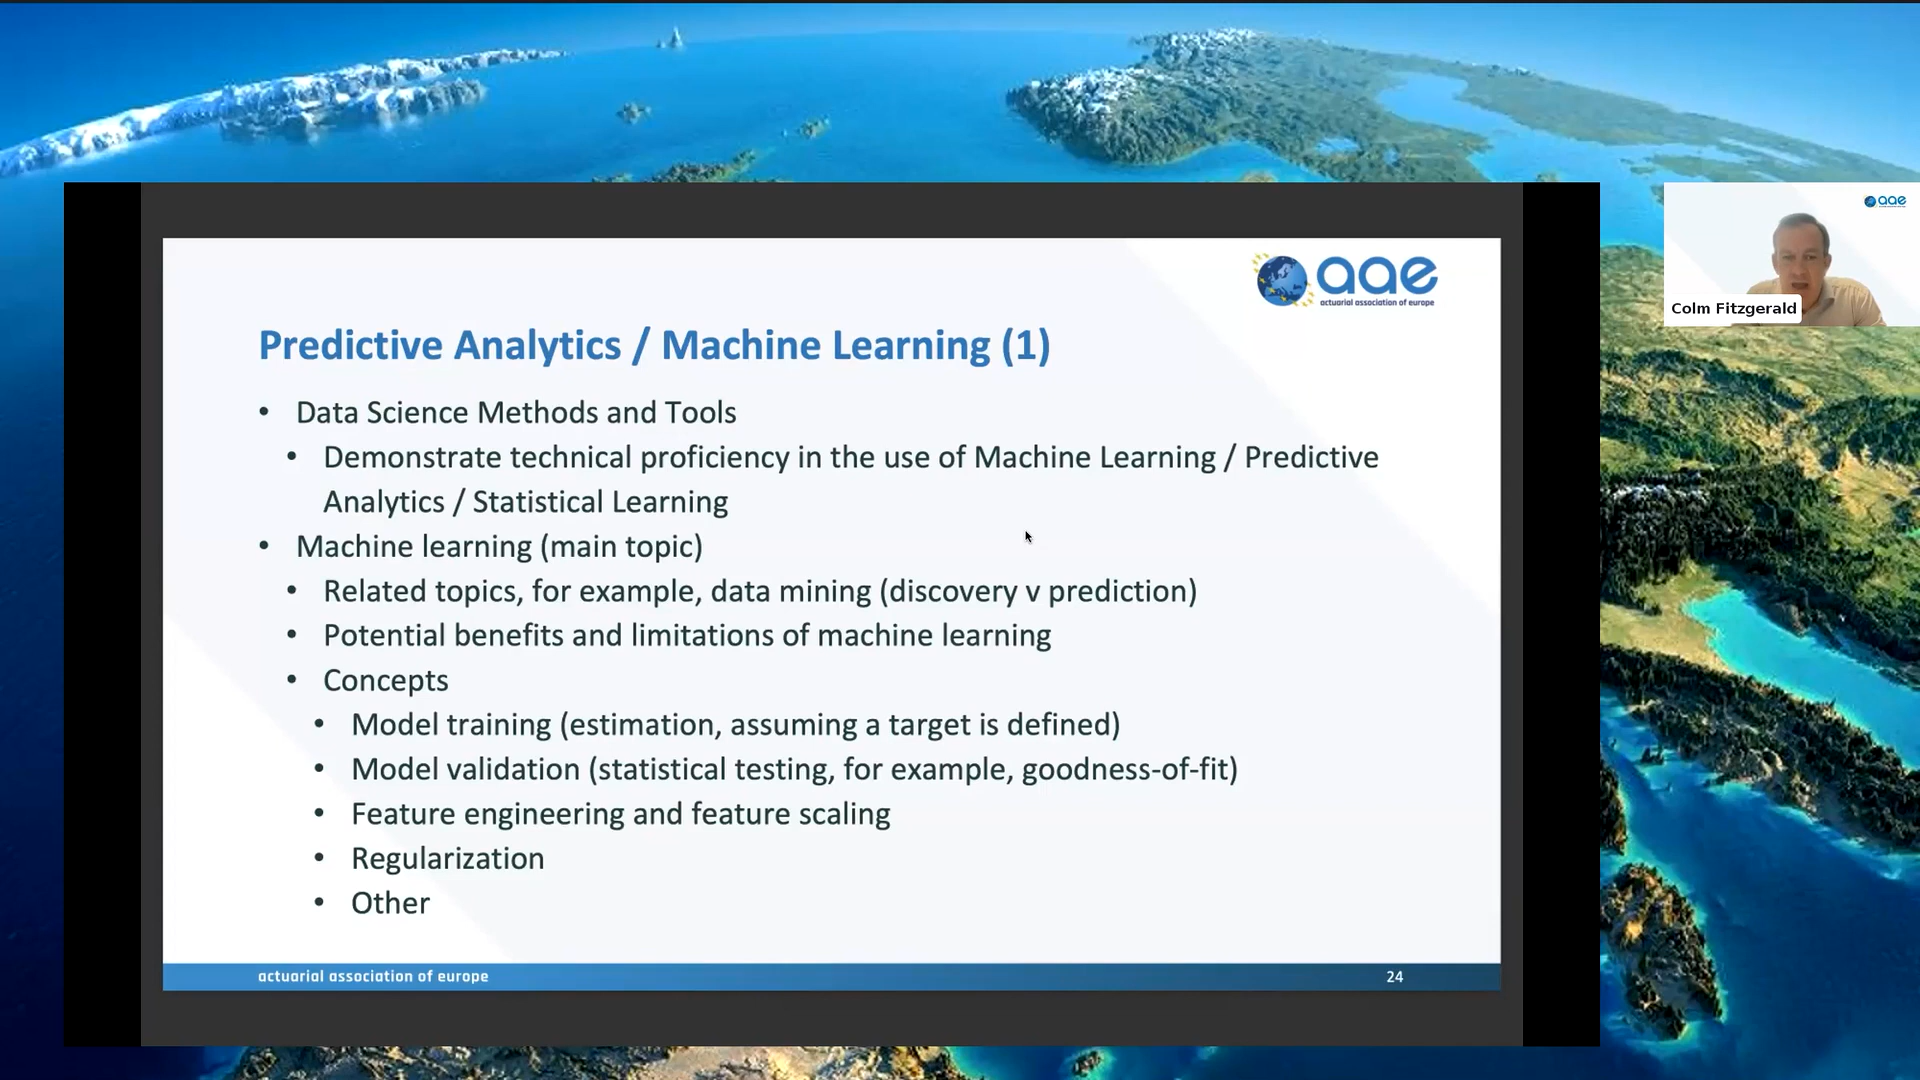 aae
actuarial association of europe
Predictive Analytics / Machine Learning (1)
• Data Science Methods and Tools
• Demonstrate technical proficiency in the use of Machine Learning / Predictive
Analytics / Statistical Learning
• Machine learning (main topic)
• Related topics, for example, data mining (discovery v prediction)
• Potential benefits and limitations of machine learning
• Concepts
• Model training (estimation, assuming a target is defined)
• Model validation (statistical testing, for example, goodness-of-fit)
• Feature engineering and feature scaling
• Regularization
• Other
actuarial association of europe
24
aae
Colm Fitzgerald